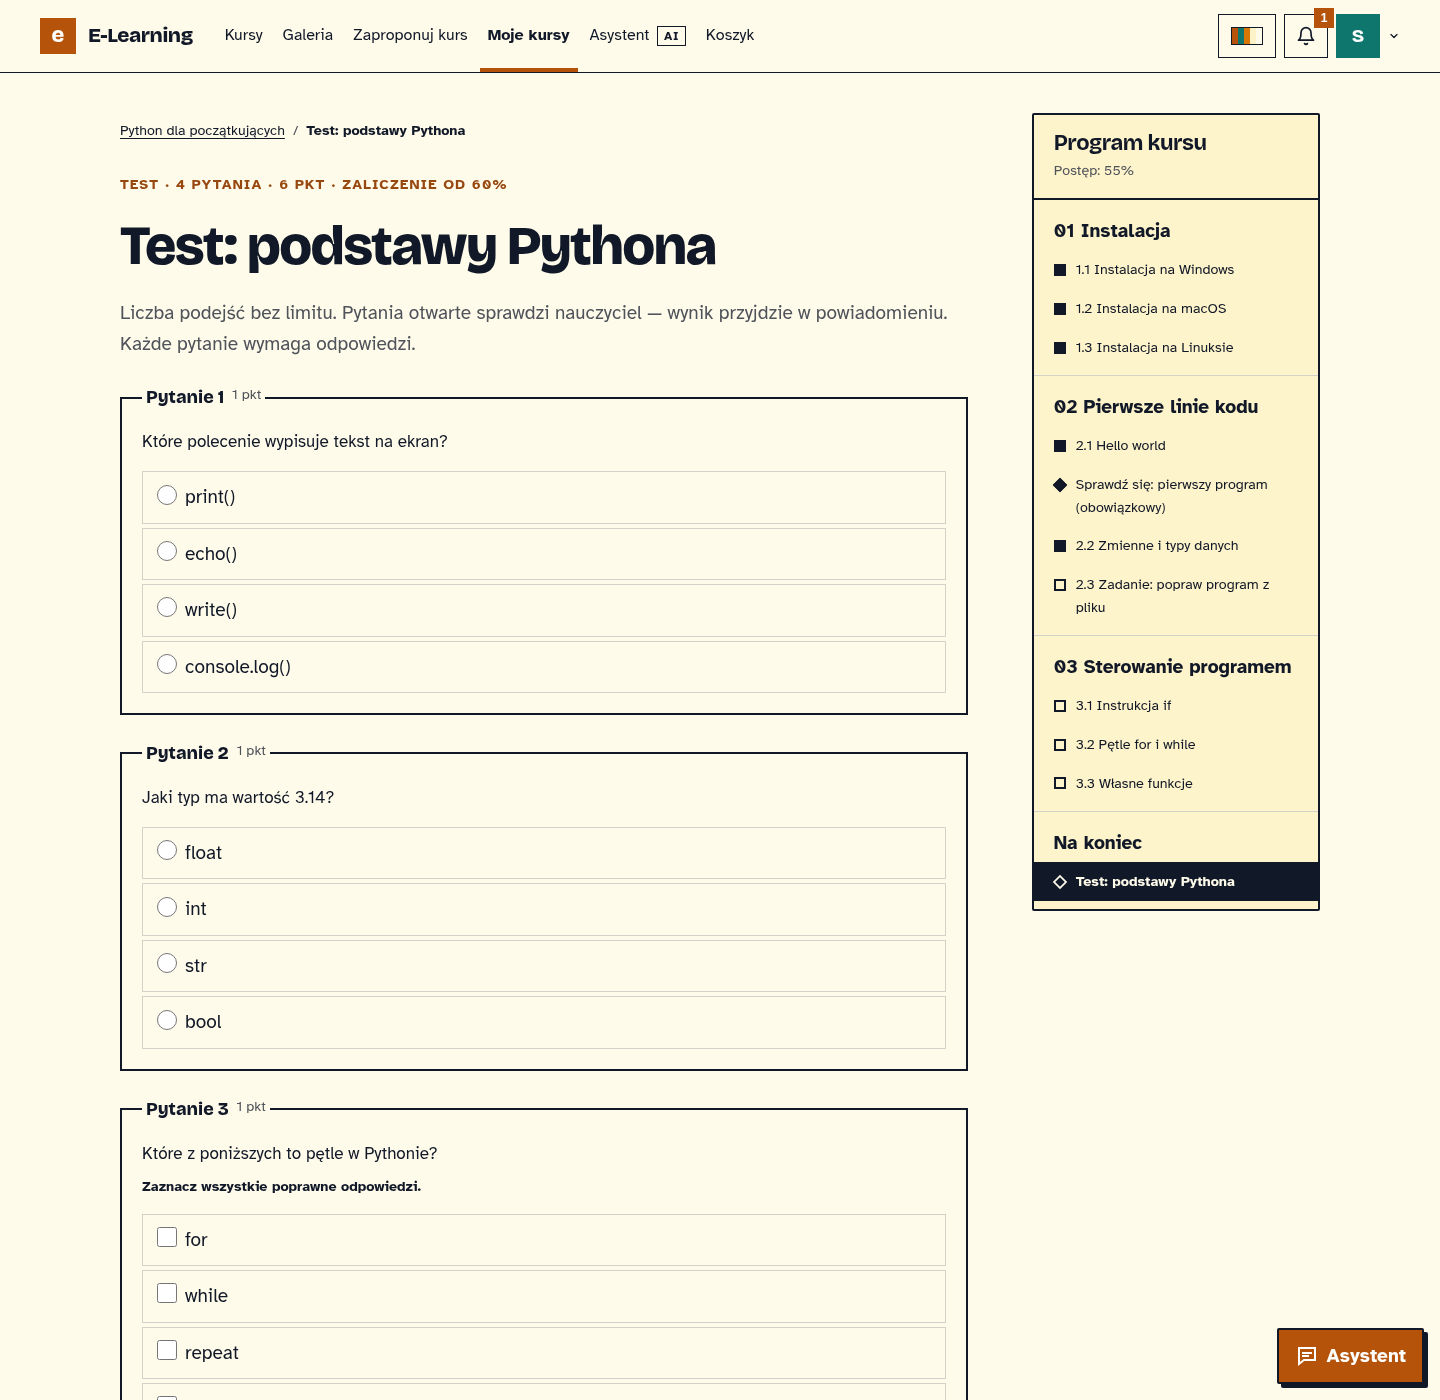 e E-Learning Kursy Galeria Zaproponuj kurs Moje kursy Asystent AI Koszyk 1 S
Python dla początkujących / Test: podstawy Pythona
TEST · 4 PYTANIA · 6 PKT · ZALICZENIE OD 60%
Test: podstawy Pythona
Liczba podejść bez limitu. Pytania otwarte sprawdzi nauczyciel — wynik przyjdzie w powiadomieniu.
Każde pytanie wymaga odpowiedzi.
Pytanie 1 1 pkt
Które polecenie wypisuje tekst na ekran?
print()
echo()
write()
console.log()
Pytanie 2 1 pkt
Jaki typ ma wartość 3.14?
float
int
str
bool
Pytanie 3 1 pkt
Które z poniższych to pętle w Pythonie?
Zaznacz wszystkie poprawne odpowiedzi.
for
while
repeat
Program kursu
Postęp: 55%
01 Instalacja
1.1 Instalacja na Windows
1.2 Instalacja na macOS
1.3 Instalacja na Linuksie
02 Pierwsze linie kodu
2.1 Hello world
Sprawdź się: pierwszy program
(obowiązkowy)
2.2 Zmienne i typy danych
2.3 Zadanie: popraw program z
pliku
03 Sterowanie programem
3.1 Instrukcja if
3.2 Pętle for i while
3.3 Własne funkcje
Na koniec
Test: podstawy Pythona
Asystent